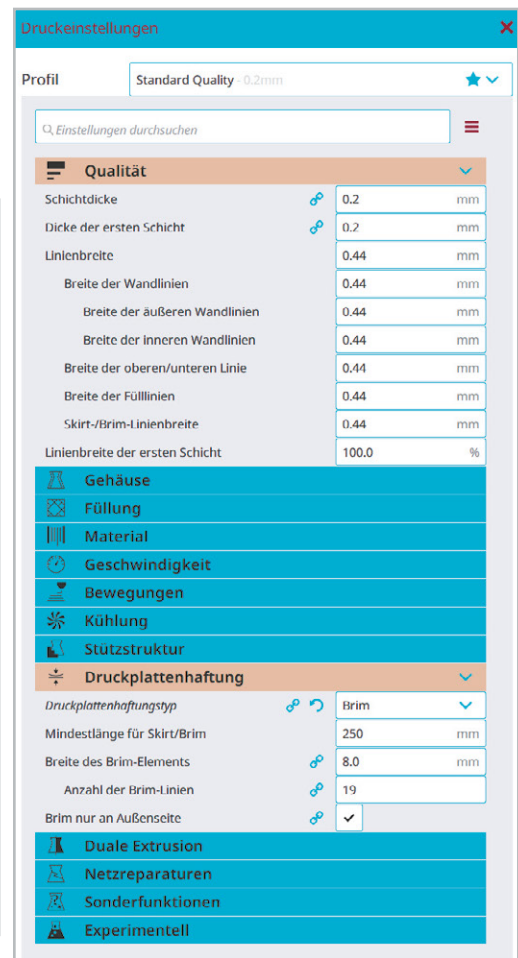 Druckeinstellungen
Profil Standard Quality - 0.2mm
Einstellungen durchsuchen
Qualität
Schichtdicke 0.2 mm
Dicke der ersten Schicht 0.2 mm
Linienbreite 0.44 mm
Breite der Wandlinien 0.44 mm
Breite der äußeren Wandlinien 0.44 mm
Breite der inneren Wandlinien 0.44 mm
Breite der oberen/unteren Linie 0.44 mm
Breite der Fülllinien 0.44 mm
Skirt-/Brim-Linienbreite 0.44 mm
Linienbreite der ersten Schicht 100.0 %
Gehäuse
Füllung
Material
Geschwindigkeit
Bewegungen
Kühlung
Stützstruktur
Druckplattenhaftung
Druckplattenhaftungstyp Brim
Mindestlänge für Skirt/Brim 250 mm
Breite des Brim-Elements 8.0 mm
Anzahl der Brim-Linien 19
Brim nur an Außenseite
Duale Extrusion
Netzreparaturen
Sonderfunktionen
Experimentell